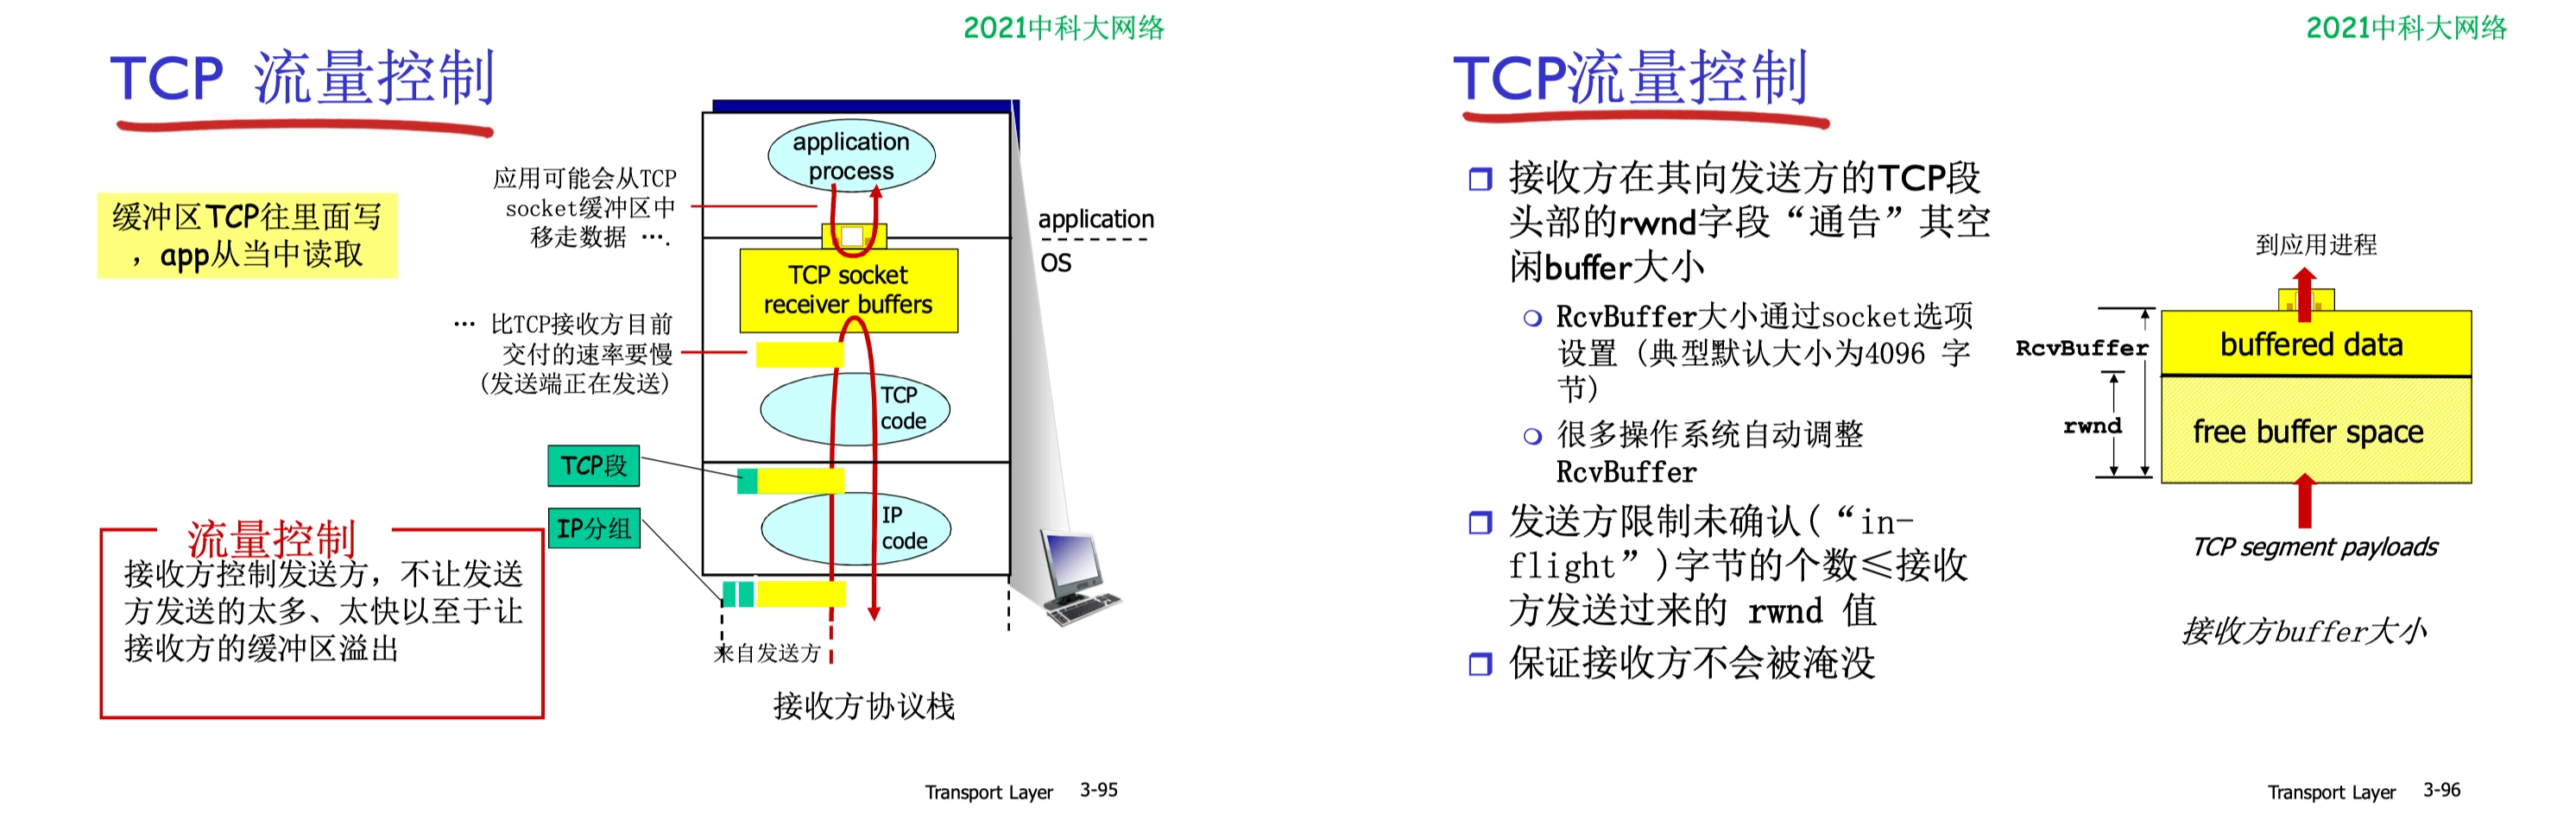 2021中科大网络
TCP 流量控制
缓冲区TCP往里面写
，app从当中读取
应用可能会从TCP
socket缓冲区中
移走数据 ….
… 比TCP接收方目前
交付的速率要慢
(发送端正在发送)
application
process
TCP socket
receiver buffers
TCP
code
IP
code
application
OS
TCP段
IP分组
流量控制
接收方控制发送方，不让发送
方发送的太多、太快以至于让
接收方的缓冲区溢出
来自发送方
接收方协议栈
Transport Layer 3-95
2021中科大网络
TCP流量控制
接收方在其向发送方的TCP段
头部的rwnd字段“通告”其空
闲buffer大小
RcvBuffer大小通过socket选项
设置 (典型默认大小为4096 字
节)
很多操作系统自动调整
RcvBuffer
发送方限制未确认(“in-
flight”)字节的个数≤接收
方发送过来的 rwnd 值
保证接收方不会被淹没
到应用进程
RcvBuffer
rwnd
buffered data
free buffer space
TCP segment payloads
接收方buffer大小
Transport Layer 3-96